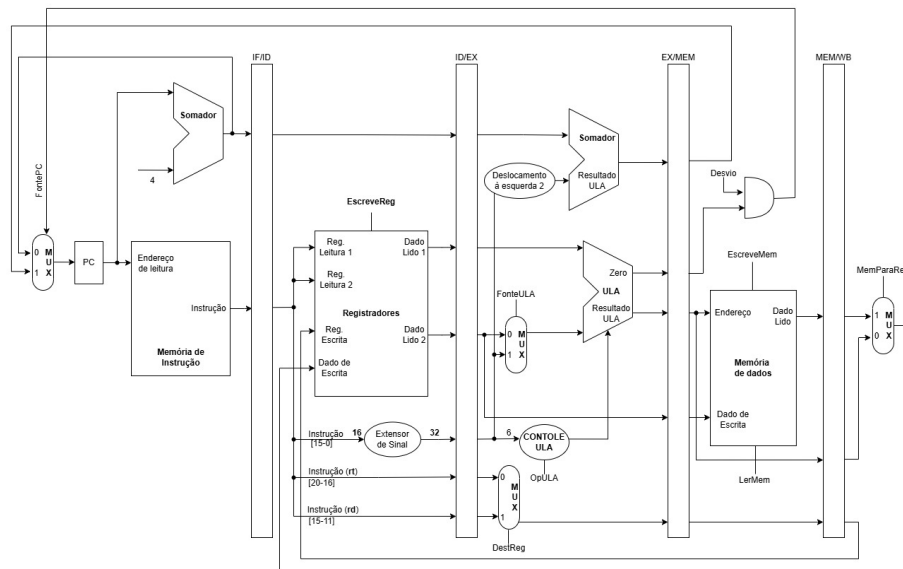 IF/ID
ID/EX
EX/MEM
MEM/WB
Somador
4
FontePC
0
1
M
U
X
PC
Endereço
de leitura
Instrução
Memória de
Instrução
EscreveReg
Reg.
Leitura 1
Reg.
Leitura 2
Registradores
Reg.
Escrita
Dado de
Escrita
Dado
Lido 1
Dado
Lido 2
Instrução
[15-0]
16
Extensor
de Sinal
32
Instrução (rt)
[20-16]
Instrução (rd)
[15-11]
Somador
Resultado
ULA
Deslocamento
á esquerda 2
FonteULA
0
1
M
U
X
Zero
ULA
Resultado
ULA
6
CONTOLE
ULA
OpULA
0
1
M
U
X
DestReg
Desvio
EscreveMem
Endereço
Dado
Lido
Memória
de dados
Dado de
Escrita
LerMem
MemParaRe
1
0
M
U
X